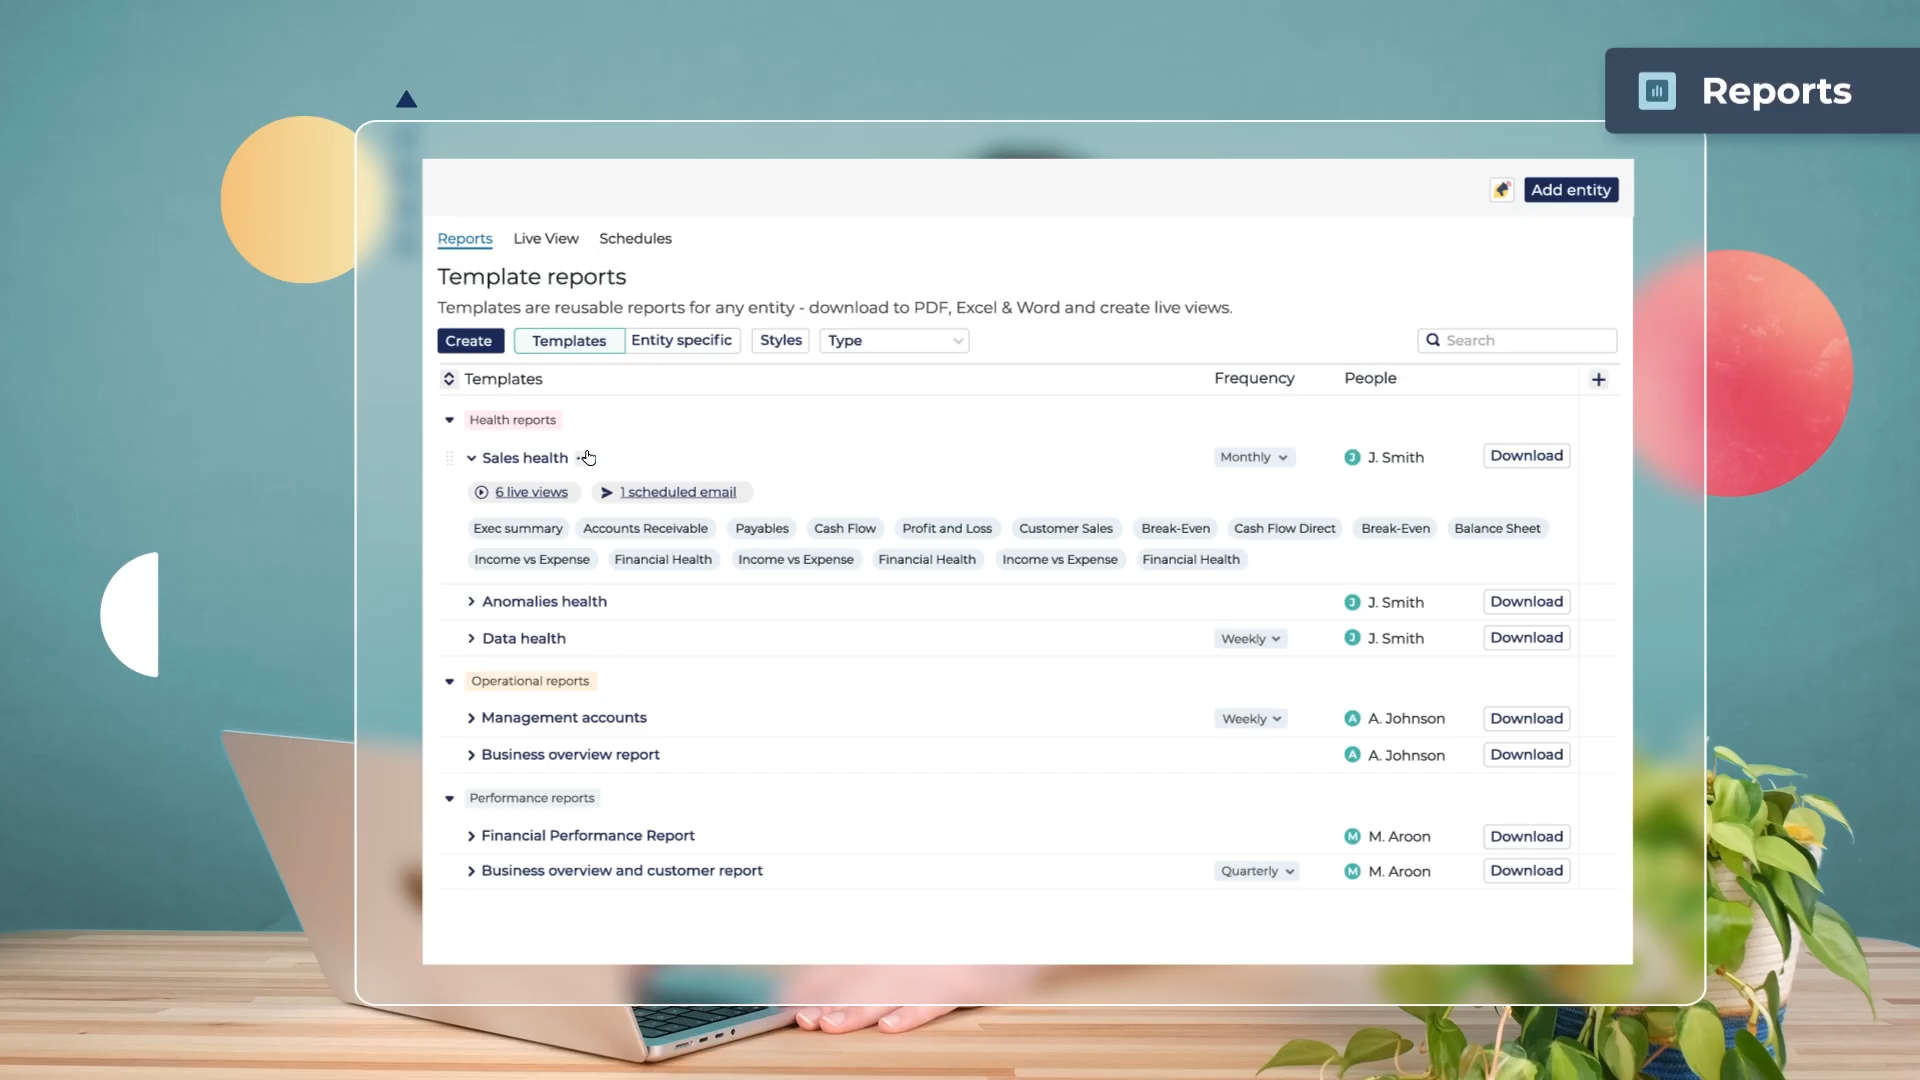 Reports
Add entity
Reports Live View Schedules
Template reports
Templates are reusable reports for any entity - download to PDF, Excel & Word and create live views.
Create Templates Entity specific Styles Type Search
Templates Frequency People +
Health reports
Sales health Monthly J J. Smith Download
6 live views 1 scheduled email
Exec summary Accounts Receivable Payables Cash Flow Profit and Loss Customer Sales Break-Even Cash Flow Direct Break-Even Balance Sheet
Income vs Expense Financial Health Income vs Expense Financial Health Income vs Expense Financial Health
Anomalies health J J. Smith Download
Data health Weekly J J. Smith Download
Operational reports
Management accounts Weekly A A. Johnson Download
Business overview report A A. Johnson Download
Performance reports
Financial Performance Report M M. Aroon Download
Business overview and customer report Quarterly M M. Aroon Download